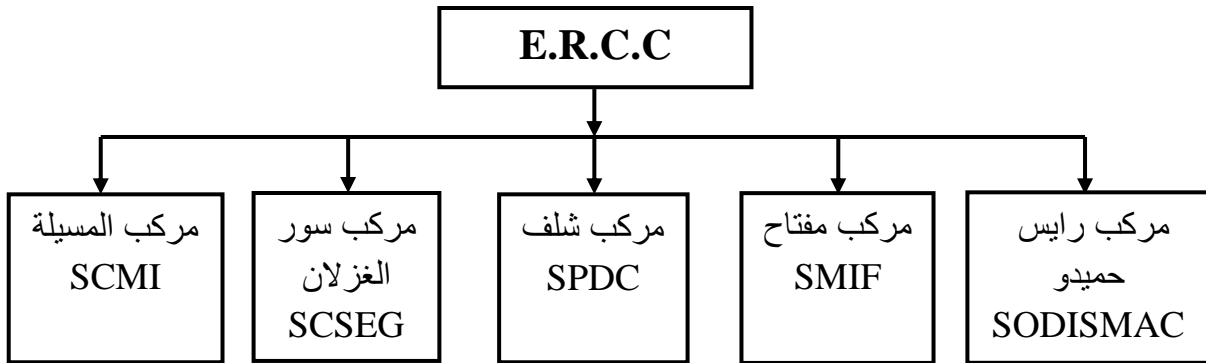 E.R.C.C
مركب رايس
حميدو
SODISMAC
مركب مفتاح
SMIF
مركب شلف
SPDC
مركب سور
الغزلان
SCSEG
مركب المسيلة
SCMI